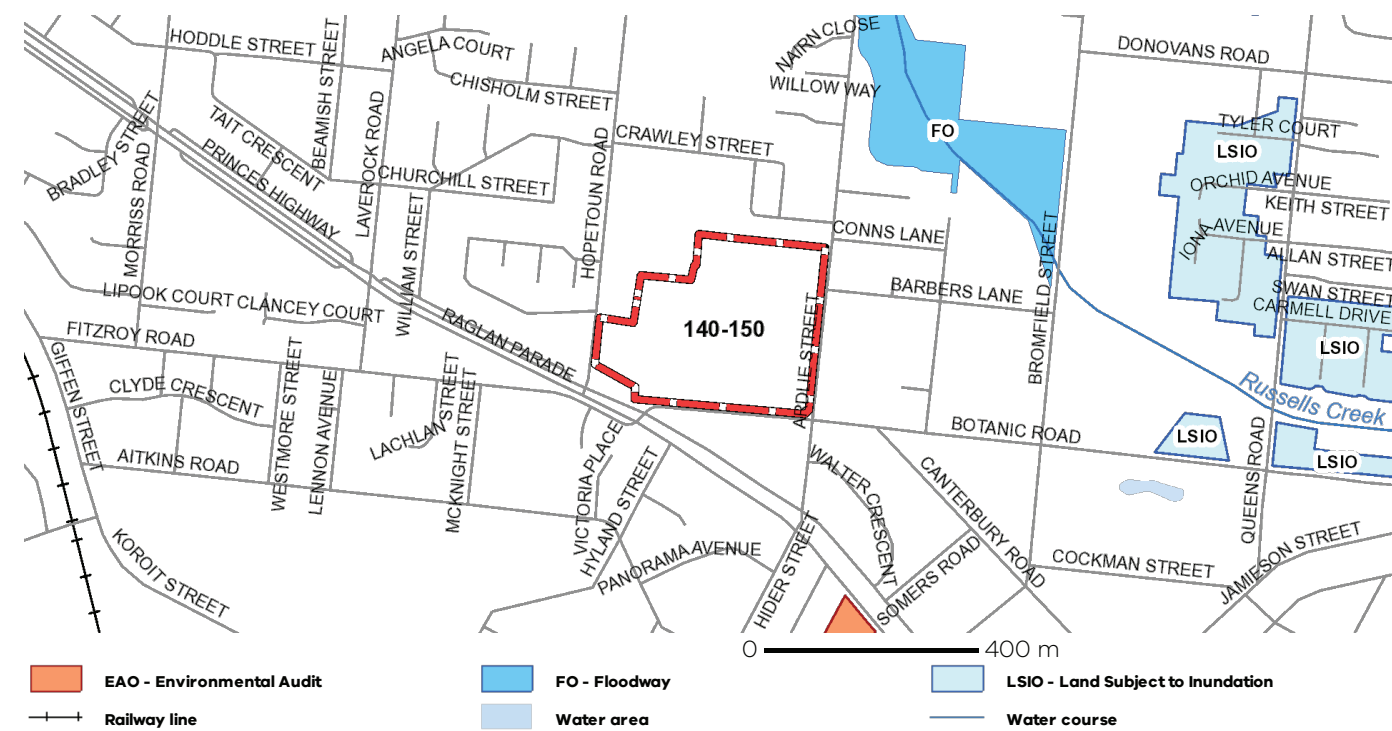 NAIRN CLOSE
HODDLE STREET
BEAMISH STREET
ANGELA COURT
DONOVANS ROAD
CHISHOLM STREET
WILLOW WAY
BRADLEY STREET
TAIT CRESCENT
LAVEROCK ROAD
HOPETOUN ROAD
CRAWLEY STREET
FO
TYLER COURT
LSIO
PRINCES HIGHWAY
MORRISS ROAD
CHURCHILL STREET
ORCHID AVENUE
KEITH STREET
WILLIAM STREET
CONNS LANE
BROMFIELD STREET
IONA AVENUE
ALLAN STREET
SWAN STREET
CARMELL DRIVE
LIPOOK COURT
CLANCEY COURT
BARBERS LANE
RAGLAN PARADE
140-150
ARDLIE STREET
LSIO
FITZROY ROAD
GIFFEN STREET
CLYDE CRESCENT
WESTMORE STREET
LENNON AVENUE
LACHLAN STREET
MCKNIGHT STREET
Russells Creek
BOTANIC ROAD
LSIO
LSIO
AITKINS ROAD
VICTORIA PLACE
HYLAND STREET
WALTER CRESCENT
CANTERBURY ROAD
QUEENS ROAD
KOROIT STREET
PANORAMA AVENUE
HIDER STREET
SOMERS ROAD
COCKMAN STREET
JAMIESON STREET
0 400 m
EAO - Environmental Audit
FO - Floodway
LSIO - Land Subject to Inundation
Railway line
Water area
Water course